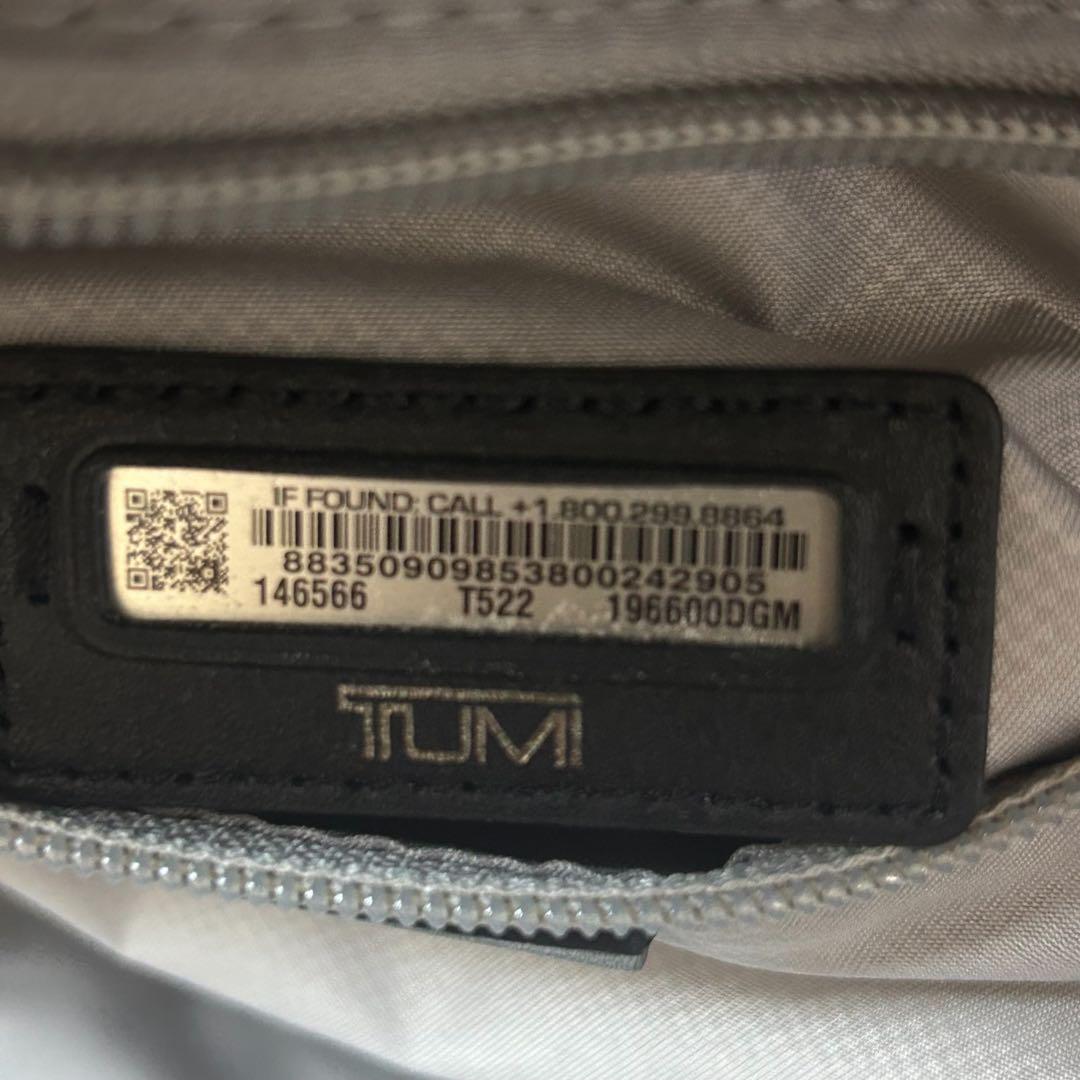 IF FOUND: CALL +1.800.299.8864
88350909853800242905
146566 T522 196600DGM
TUMI